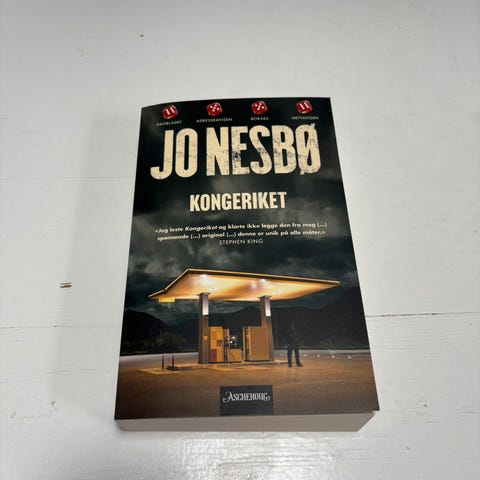 DAGBLADET ADRESSEAVISEN BOK365 NETTAVISEN
JO NESBØ
KONGERIKET
«Jeg leste Kongeriket og klarte ikke legge den fra meg (...)
spennende (...) original (...) denne er unik på alle måter.»
STEPHEN KING
ASCHEHOUG